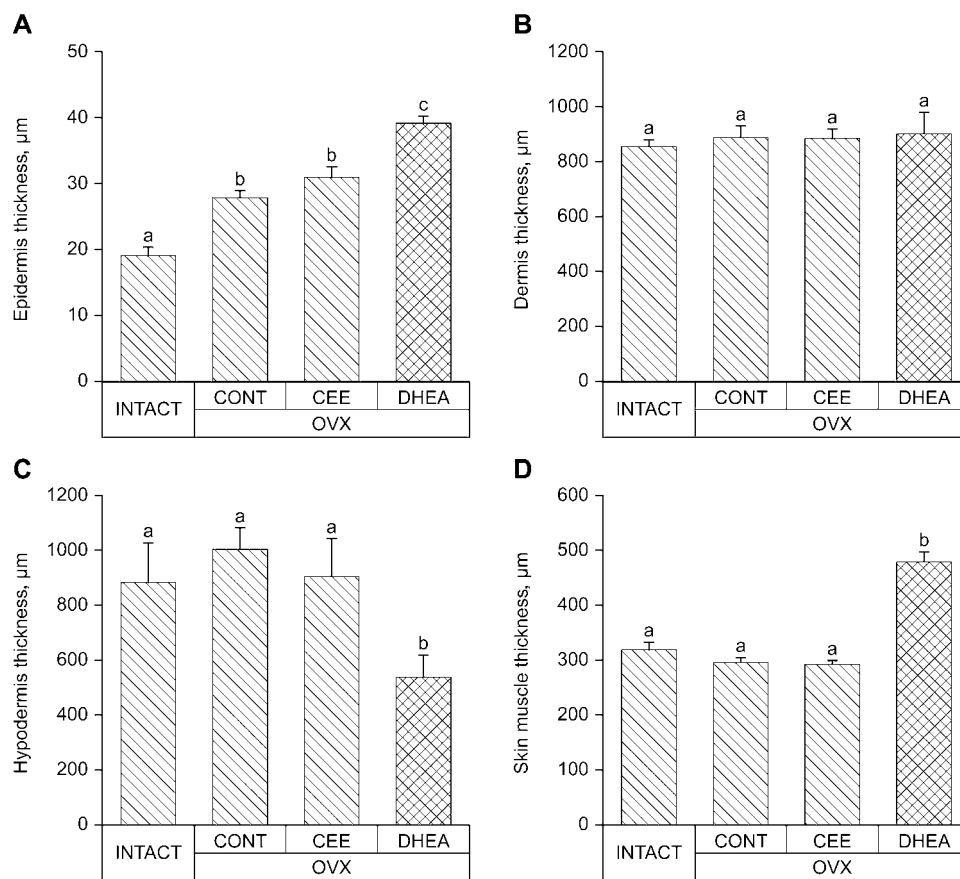 A
Epidermis thickness, µm
50
40
30
20
10
0
a
b
b
c
INTACT
CONT
CEE
DHEA
OVX
B
Dermis thickness, µm
1200
1000
800
600
400
200
0
a
a
a
a
INTACT
CONT
CEE
DHEA
OVX
C
Hypodermis thickness, µm
1200
1000
800
600
400
200
0
a
a
a
b
INTACT
CONT
CEE
DHEA
OVX
D
Skin muscle thickness, µm
600
500
400
300
200
100
0
a
a
a
b
INTACT
CONT
CEE
DHEA
OVX